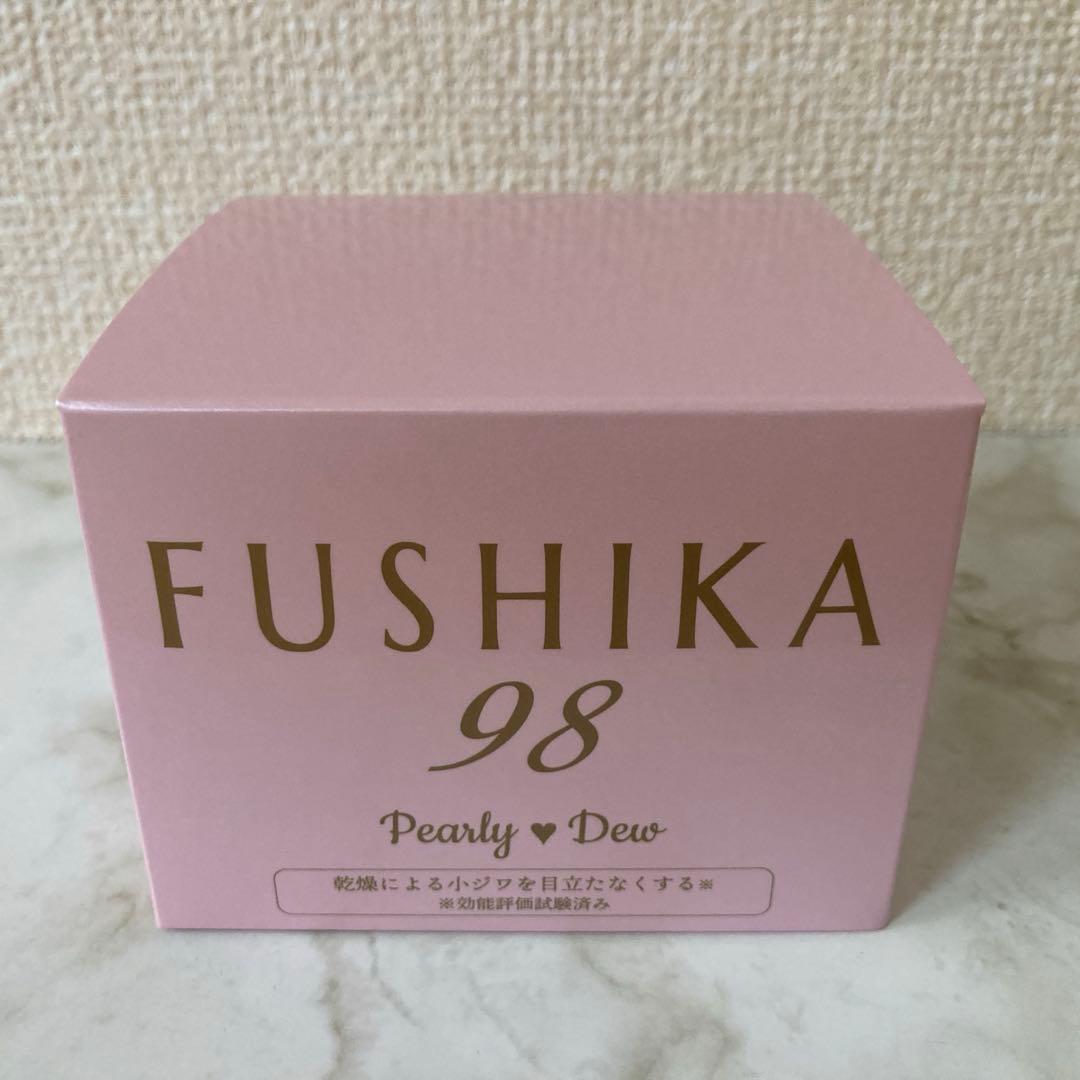 FUSHIKA
98
Pearly ♥ Dew
乾燥による小ジワを目立たなくする※
※効能評価試験済み